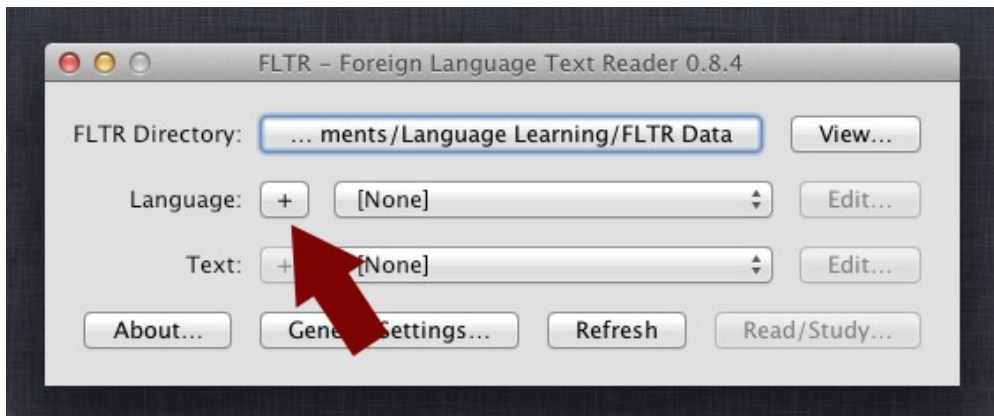 FLTR – Foreign Language Text Reader 0.8.4
FLTR Directory: ... ments/Language Learning/FLTR Data View...
Language: + [None] Edit...
Text: + [None] Edit...
About... Settings... Refresh Read/Study...